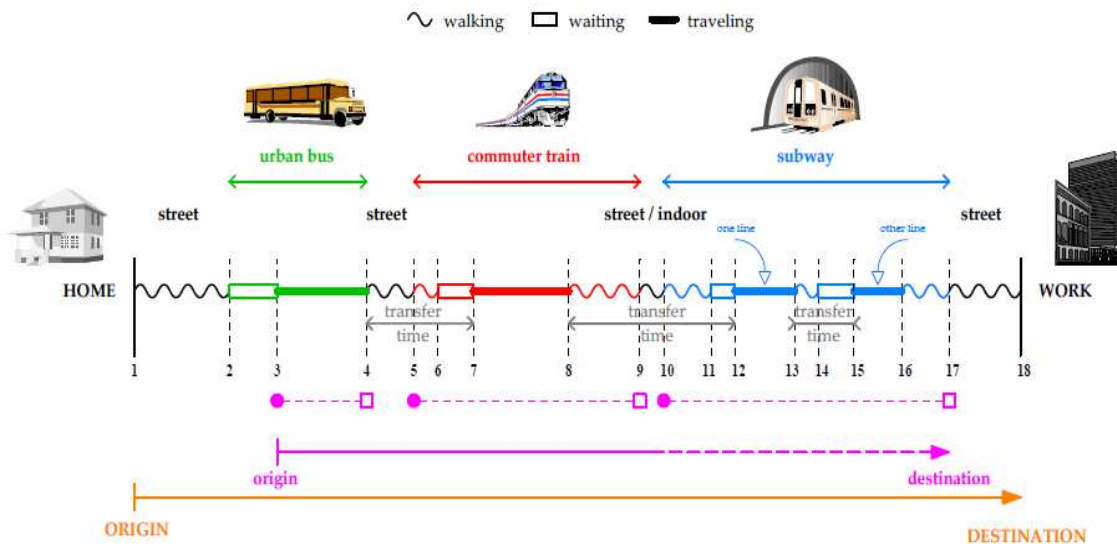 walking waiting traveling
urban bus commuter train subway
street street street / indoor street
one line other line
HOME WORK
transfer transfer transfer
time time time
1 2 3 4 5 6 7 8 9 10 11 12 13 14 15 16 17 18
origin destination
ORIGIN DESTINATION